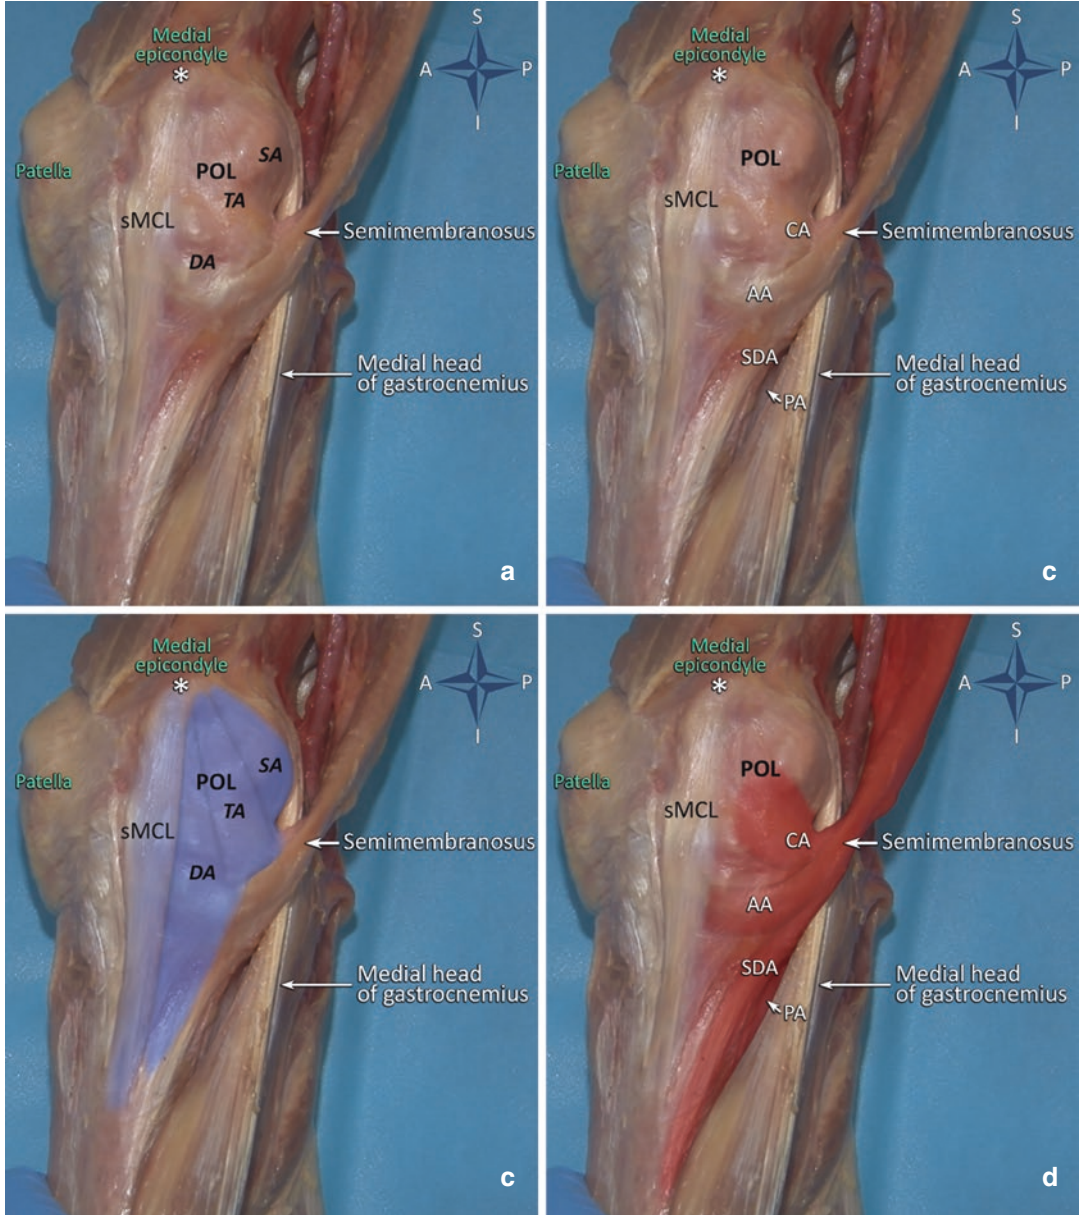 Medial
epicondyle
*
S
A
P
I
Patella
POL
SA
TA
sMCL
DA
Semimembranosus
Medial head
of gastrocnemius
a
Medial
epicondyle
*
S
A
P
I
Patella
POL
sMCL
CA
Semimembranosus
AA
SDA
PA
Medial head
of gastrocnemius
c
Medial
epicondyle
*
S
A
P
I
Patella
POL
SA
TA
sMCL
DA
Semimembranosus
Medial head
of gastrocnemius
c
Medial
epicondyle
*
S
A
P
I
Patella
POL
sMCL
CA
Semimembranosus
AA
SDA
PA
Medial head
of gastrocnemius
d